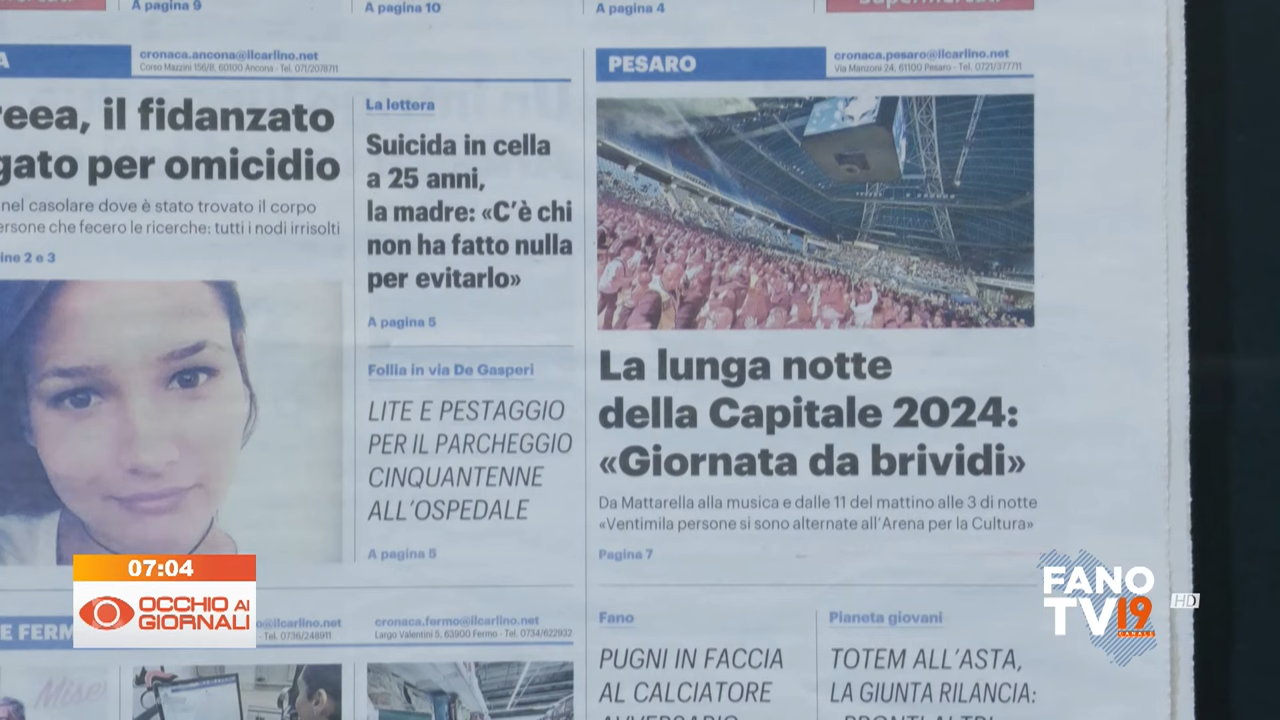 A pagina 9
A pagina 10
A pagina 4
cronaca.ancona@ilcarlino.net
Corso Mazzini 156/8, 60100 Ancona - Tel. 071/2078711
reea, il fidanzato
gato per omicidio
nel casolare dove è stato trovato il corpo
ersone che fecero le ricerche: tutti i nodi irrisolti
ine 2 e 3
La lettera
Suicida in cella
a 25 anni,
la madre: «C'è chi
non ha fatto nulla
per evitarlo»
A pagina 5
Follia in via De Gasperi
LITE E PESTAGGIO
PER IL PARCHEGGIO
CINQUANTENNE
ALL'OSPEDALE
A pagina 5
PESARO
cronaca.pesaro@ilcarlino.net
Via Manzoni 24, 61100 Pesaro - Tel. 0721/377711
La lunga notte
della Capitale 2024:
«Giornata da brividi»
Da Mattarella alla musica e dalle 11 del mattino alle 3 di notte
«Ventimila persone si sono alternate all'Arena per la Cultura»
Pagina 7
E FERM
o@ilcarlino.net
- Tel. 0736/248911
cronaca.fermo@ilcarlino.net
Largo Valentini 5, 63900 Fermo - Tel. 0734/622932
Fano
PUGNI IN FACCIA
AL CALCIATORE
Pianeta giovani
TOTEM ALL'ASTA,
LA GIUNTA RILANCIA:
07:04
OCCHIO AI
GIORNALI
FANO
TV 19
CANALE
HD